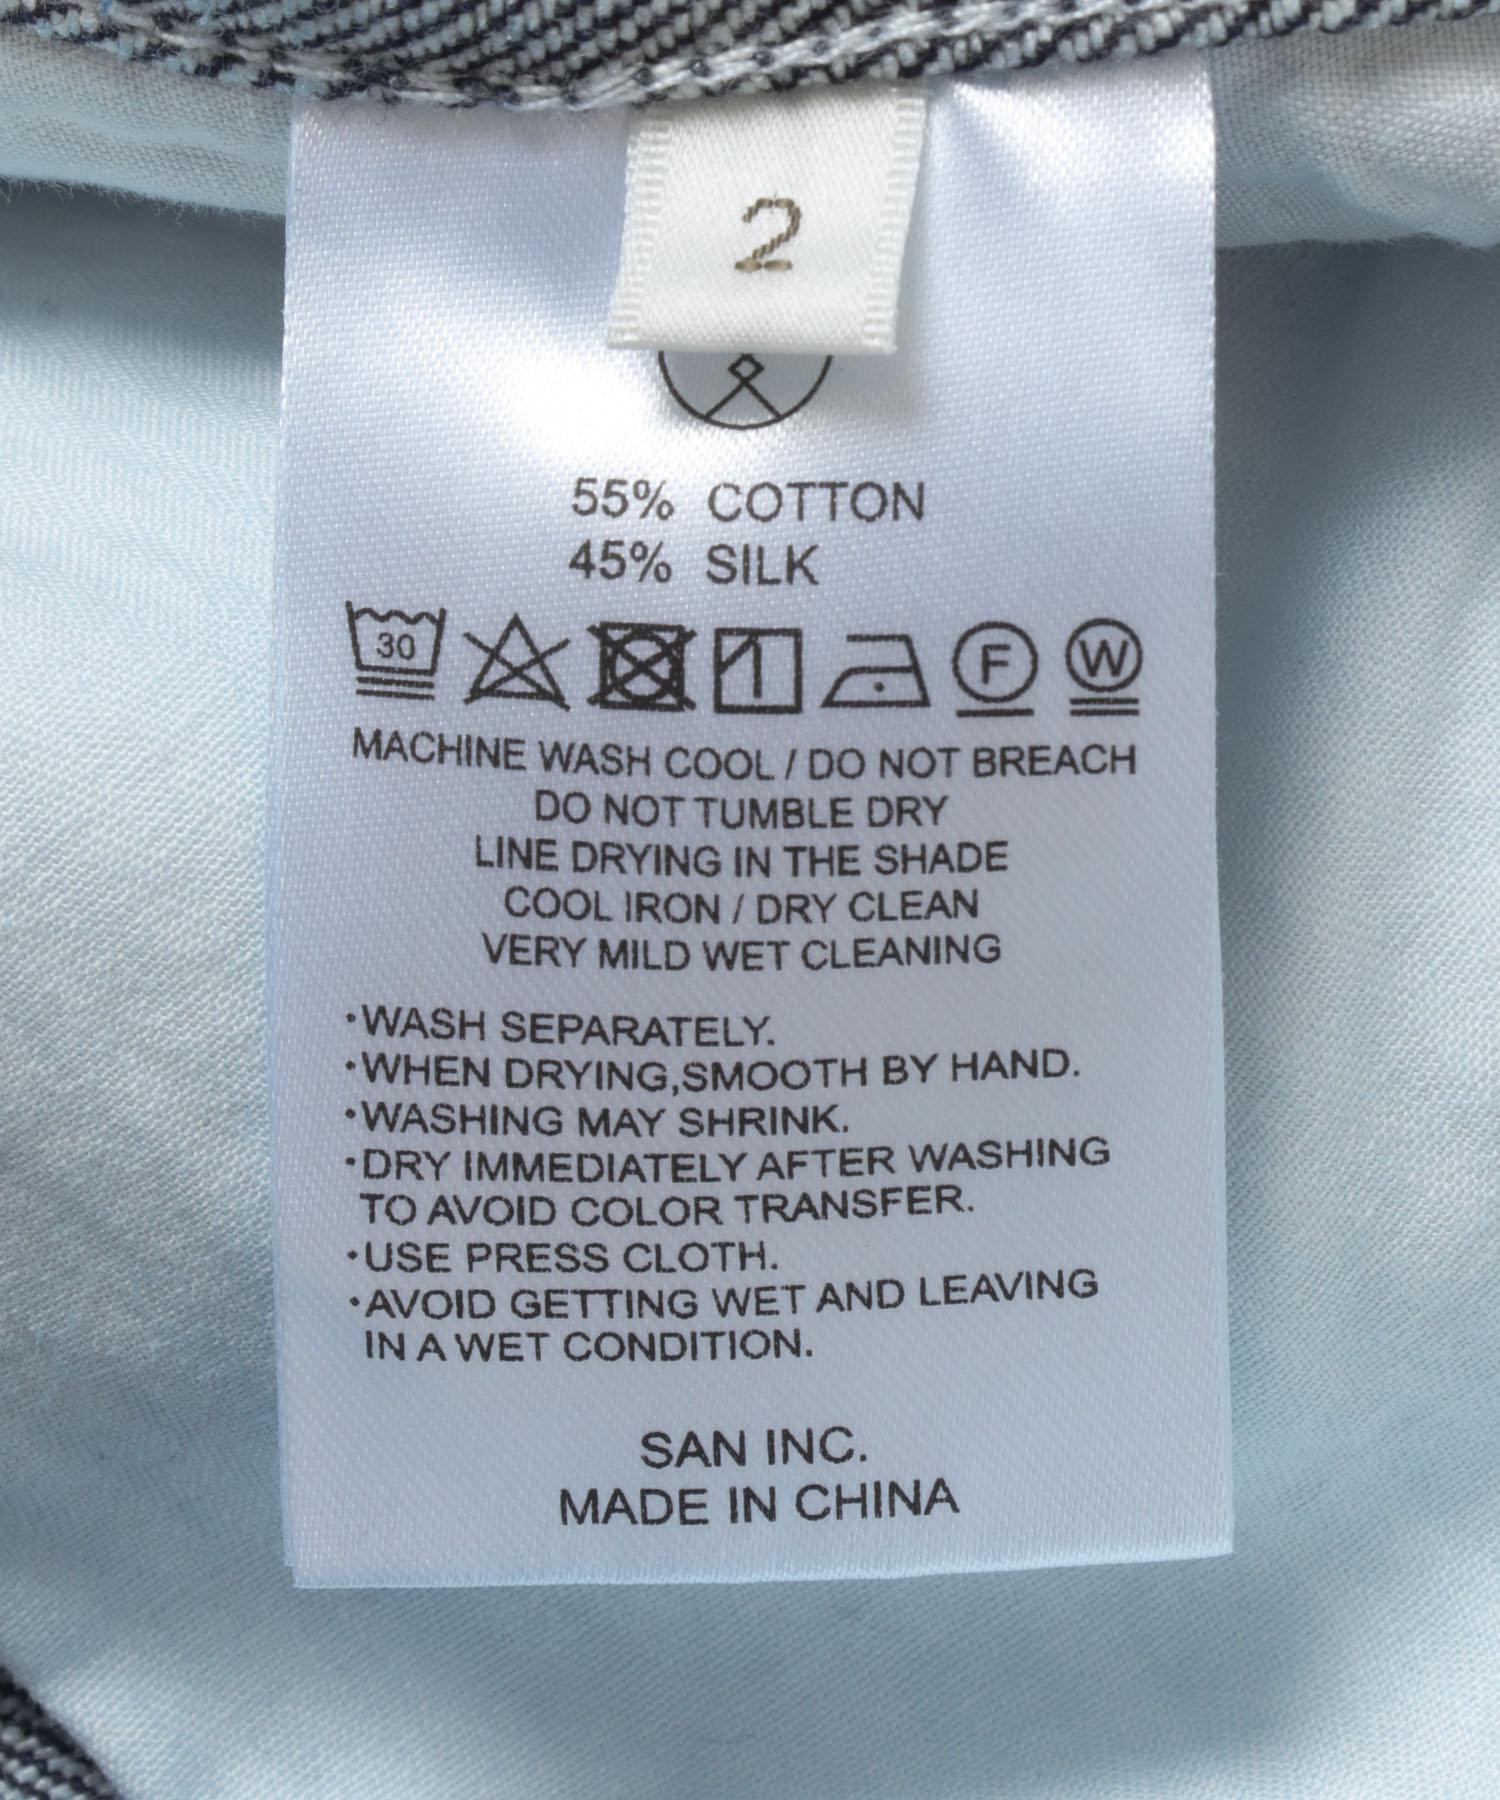 2
55% COTTON
45% SILK
30 F W
MACHINE WASH COOL / DO NOT BREACH
DO NOT TUMBLE DRY
LINE DRYING IN THE SHADE
COOL IRON / DRY CLEAN
VERY MILD WET CLEANING
・WASH SEPARATELY.
・WHEN DRYING,SMOOTH BY HAND.
・WASHING MAY SHRINK.
・DRY IMMEDIATELY AFTER WASHING
TO AVOID COLOR TRANSFER.
・USE PRESS CLOTH.
・AVOID GETTING WET AND LEAVING
IN A WET CONDITION.
SAN INC.
MADE IN CHINA